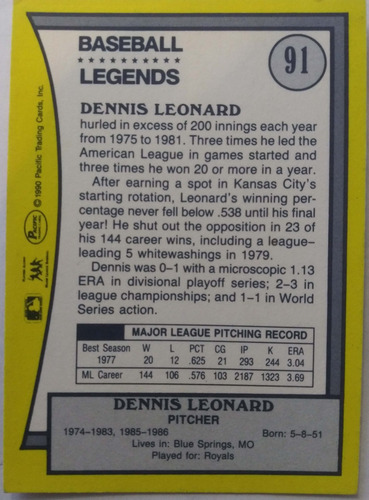 BASEBALL
LEGENDS
91
DENNIS LEONARD
hurled in excess of 200 innings each year
from 1975 to 1981. Three times he led the
American League in games started and
three times he won 20 or more in a year.
After earning a spot in Kansas City's
starting rotation, Leonard's winning per-
centage never fell below .538 until his final
year! He shut out the opposition in 23 of
his 144 career wins, including a league-
leading 5 whitewashings in 1979.
Dennis was 0-1 with a microscopic 1.13
ERA in divisional playoff series; 2-3 in
league championships; and 1-1 in World
Series action.
MAJOR LEAGUE PITCHING RECORD
Best Season W L PCT CG IP K ERA
1977 20 12 .625 21 293 244 3.04
ML Career 144 106 .576 103 2187 1323 3.69
DENNIS LEONARD
PITCHER
1974-1983, 1985-1986 Born: 5-8-51
Lives in: Blue Springs, MO
Played for: Royals
© 1990 Pacific Trading Cards, Inc.
PACIFIC